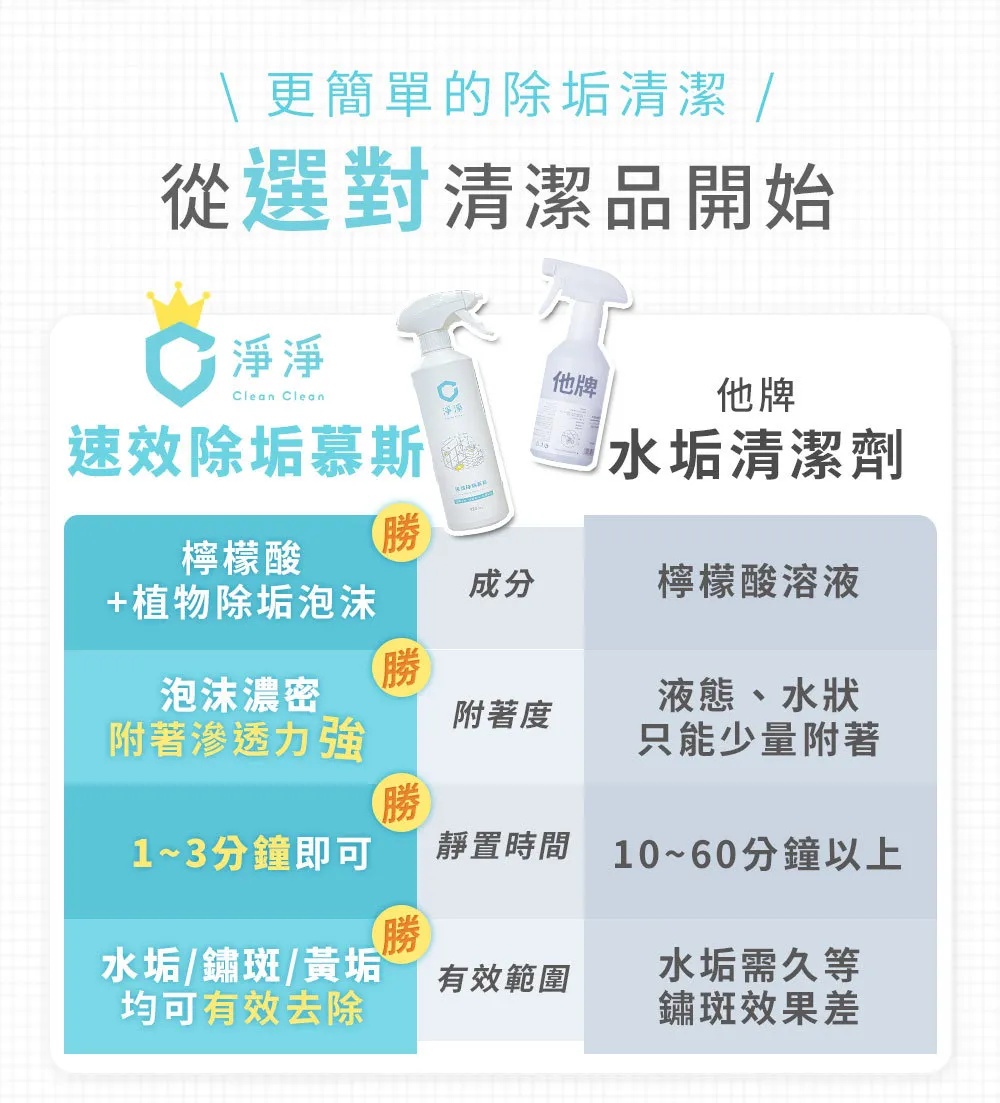 \ 更簡單的除垢清潔 /
從選對清潔品開始
淨淨
Clean Clean
速效除垢慕斯
淨淨
他牌
他牌
水垢清潔劑
檸檬酸
+植物除垢泡沫
勝
成分
檸檬酸溶液
泡沫濃密
附著滲透力強
勝
附著度
液態、水狀
只能少量附著
1~3分鐘即可
勝
靜置時間
10~60分鐘以上
水垢/鏽斑/黃垢
均可有效去除
勝
有效範圍
水垢需久等
鏽斑效果差